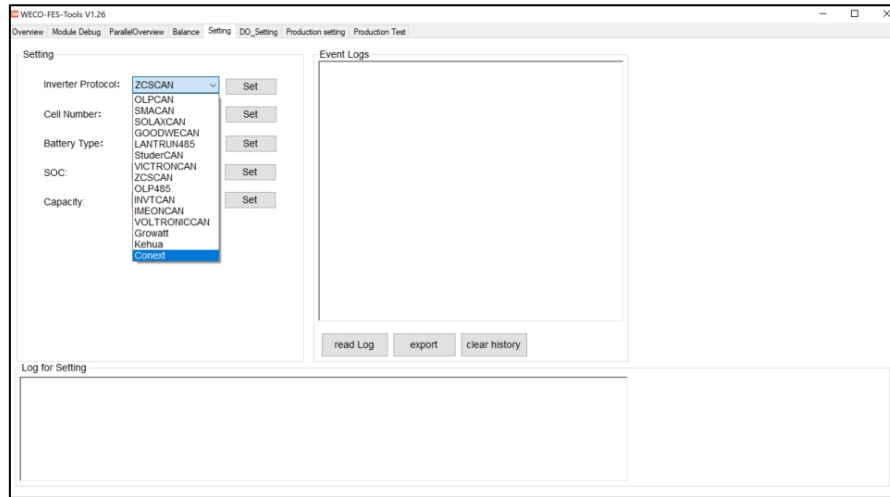 WECO-FES-Tools V1.26
Overview Module Debug ParallelOverview Balance Setting DO_Setting Production setting Production Test
Setting
Inverter Protocol: ZCSCAN Set
OLPCAN
SMACAN
Cell Number: Set
SOLAXCAN
GOODWECAN
Battery Type: LANTRUN485 Set
StuderCAN
VICTRONCAN
SOC: ZCSCAN Set
OLP485
Capacity: INVTCAN Set
IMEONCAN
VOLTRONICCAN
Growatt
Kehua
Conext
Event Logs
read Log export clear history
Log for Setting